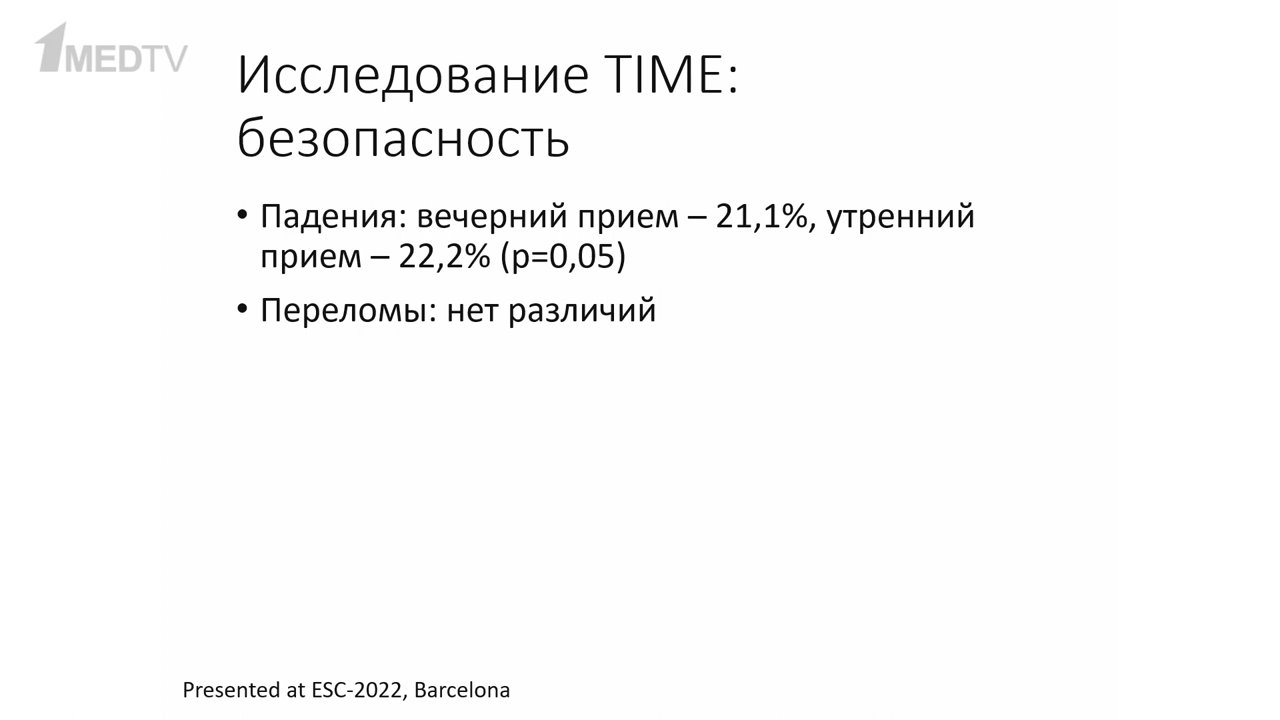 1MEDTV
Исследование TIME:
безопасность
• Падения: вечерний прием – 21,1%, утренний
прием – 22,2% (p=0,05)
• Переломы: нет различий
Presented at ESC-2022, Barcelona